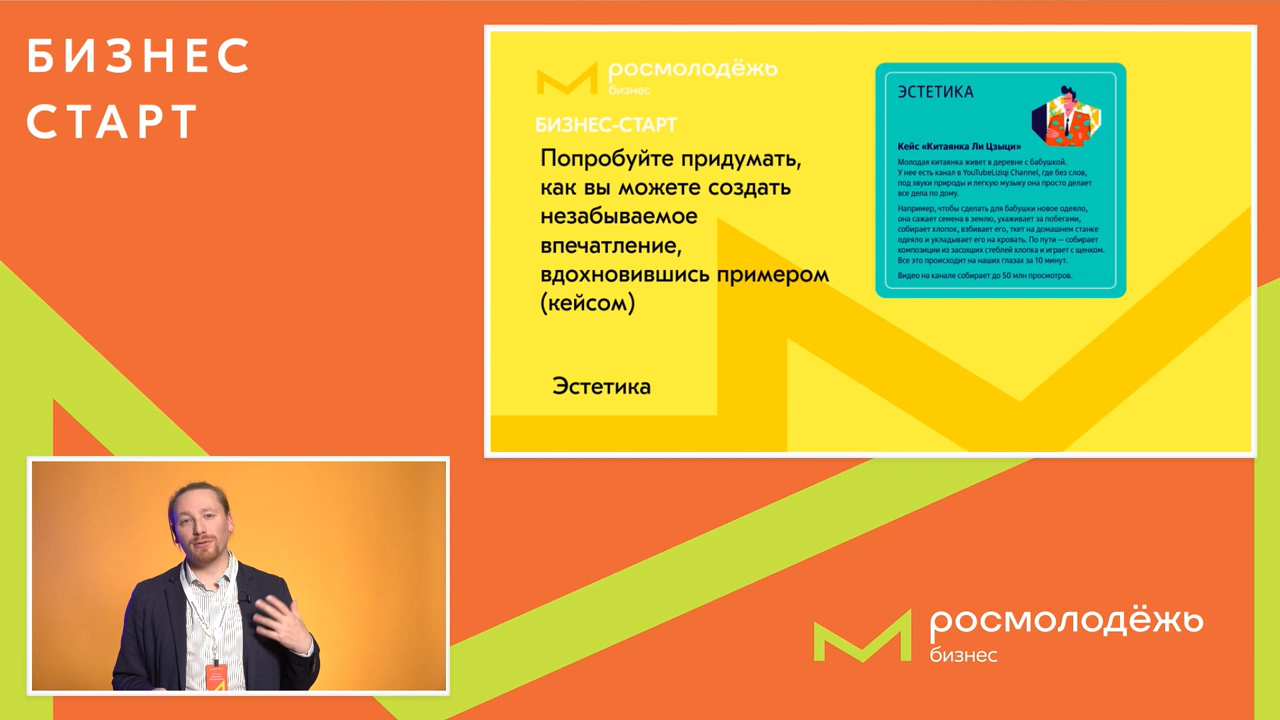 БИЗНЕС
СТАРТ
росмолодёжь
бизнес
БИЗНЕС-СТАРТ
Попробуйте придумать,
как вы можете создать
незабываемое
впечатление,
вдохновившись примером
(кейсом)
Эстетика
ЭСТЕТИКА
Кейс «Китаянка Ли Цзыци»
Молодая китаянка живет в деревне с бабушкой.
У нее есть канал в YouTubeLiziqi Channel, где без слов,
под звуки природы и легкую музыку она просто делает
все дела по дому.
Например, чтобы сделать для бабушки новое одеяло,
она сажает семена в землю, ухаживает за побегами,
собирает хлопок, взбивает его, ткет на домашнем станке
одеяло и укладывает его на кровать. По пути — собирает
композиции из засохших стеблей хлопка и играет с щенком.
Все это происходит на наших глазах за 10 минут.
Видео на канале собирает до 50 млн просмотров.
росмолодёжь
бизнес